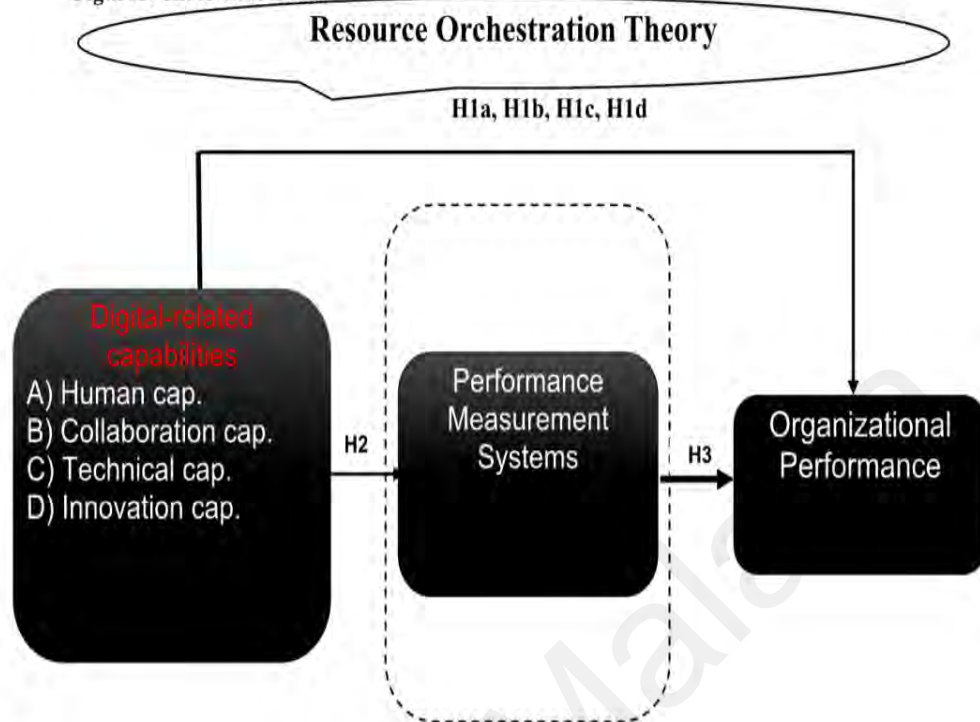 Resource Orchestration Theory
H1a, H1b, H1c, H1d
Digital-related
capabilities
A) Human cap.
B) Collaboration cap.
C) Technical cap.
D) Innovation cap.
H2
Performance
Measurement
Systems
H3
Organizational
Performance
Malaya